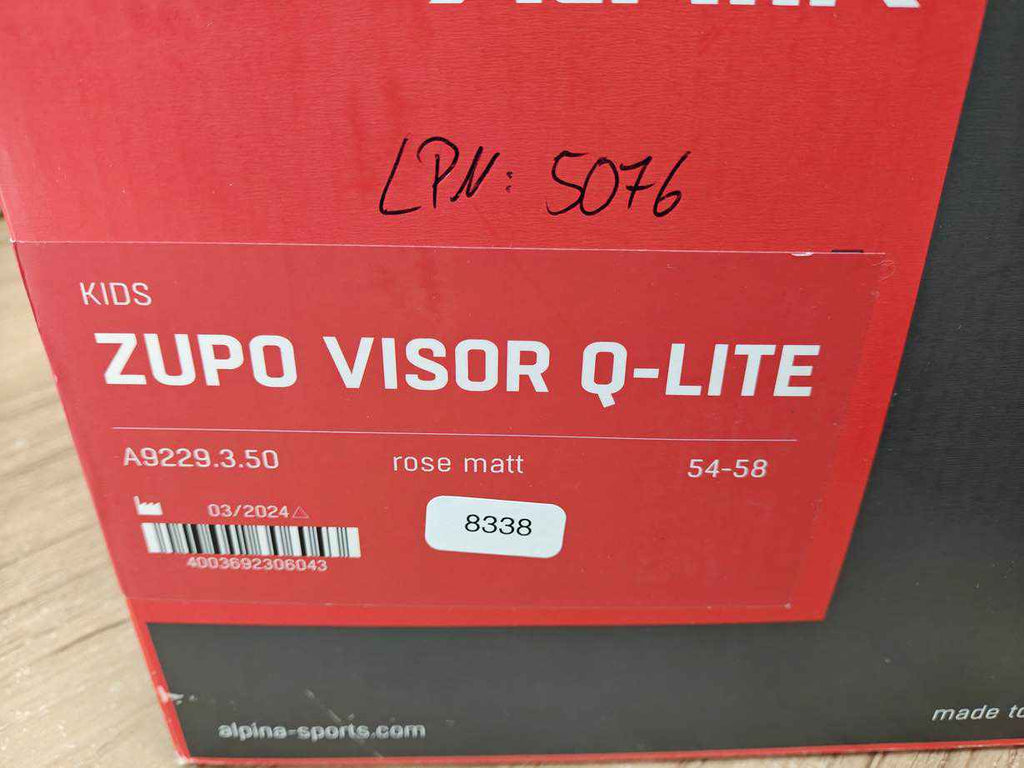 LPN: 5076
KIDS
ZUPO VISOR Q-LITE
A9229.3.50 rose matt 54-58
03/2024
8338
4003692306043
alpina-sports.com
made to